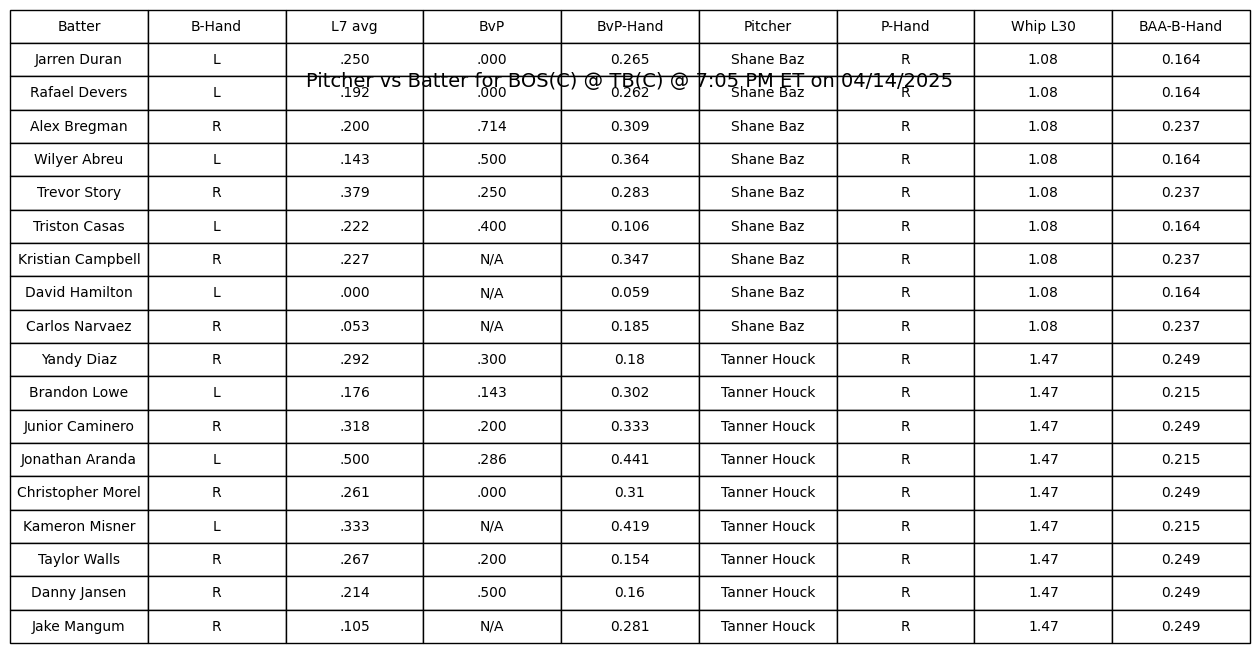 Batter B-Hand L7 avg BvP BvP-Hand Pitcher P-Hand Whip L30 BAA-B-Hand
Jarren Duran L .250 .000 0.265 Shane Baz R 1.08 0.164
Pitcher vs Batter for BOS(C) @ TB(C) @ 7:05 PM ET on 04/14/2025
Rafael Devers L .192 .000 0.262 Shane Baz R 1.08 0.164
Alex Bregman R .200 .714 0.309 Shane Baz R 1.08 0.237
Wilyer Abreu L .143 .500 0.364 Shane Baz R 1.08 0.164
Trevor Story R .379 .250 0.283 Shane Baz R 1.08 0.237
Triston Casas L .222 .400 0.106 Shane Baz R 1.08 0.164
Kristian Campbell R .227 N/A 0.347 Shane Baz R 1.08 0.237
David Hamilton L .000 N/A 0.059 Shane Baz R 1.08 0.164
Carlos Narvaez R .053 N/A 0.185 Shane Baz R 1.08 0.237
Yandy Diaz R .292 .300 0.18 Tanner Houck R 1.47 0.249
Brandon Lowe L .176 .143 0.302 Tanner Houck R 1.47 0.215
Junior Caminero R .318 .200 0.333 Tanner Houck R 1.47 0.249
Jonathan Aranda L .500 .286 0.441 Tanner Houck R 1.47 0.215
Christopher Morel R .261 .000 0.31 Tanner Houck R 1.47 0.249
Kameron Misner L .333 N/A 0.419 Tanner Houck R 1.47 0.215
Taylor Walls R .267 .200 0.154 Tanner Houck R 1.47 0.249
Danny Jansen R .214 .500 0.16 Tanner Houck R 1.47 0.249
Jake Mangum R .105 N/A 0.281 Tanner Houck R 1.47 0.249